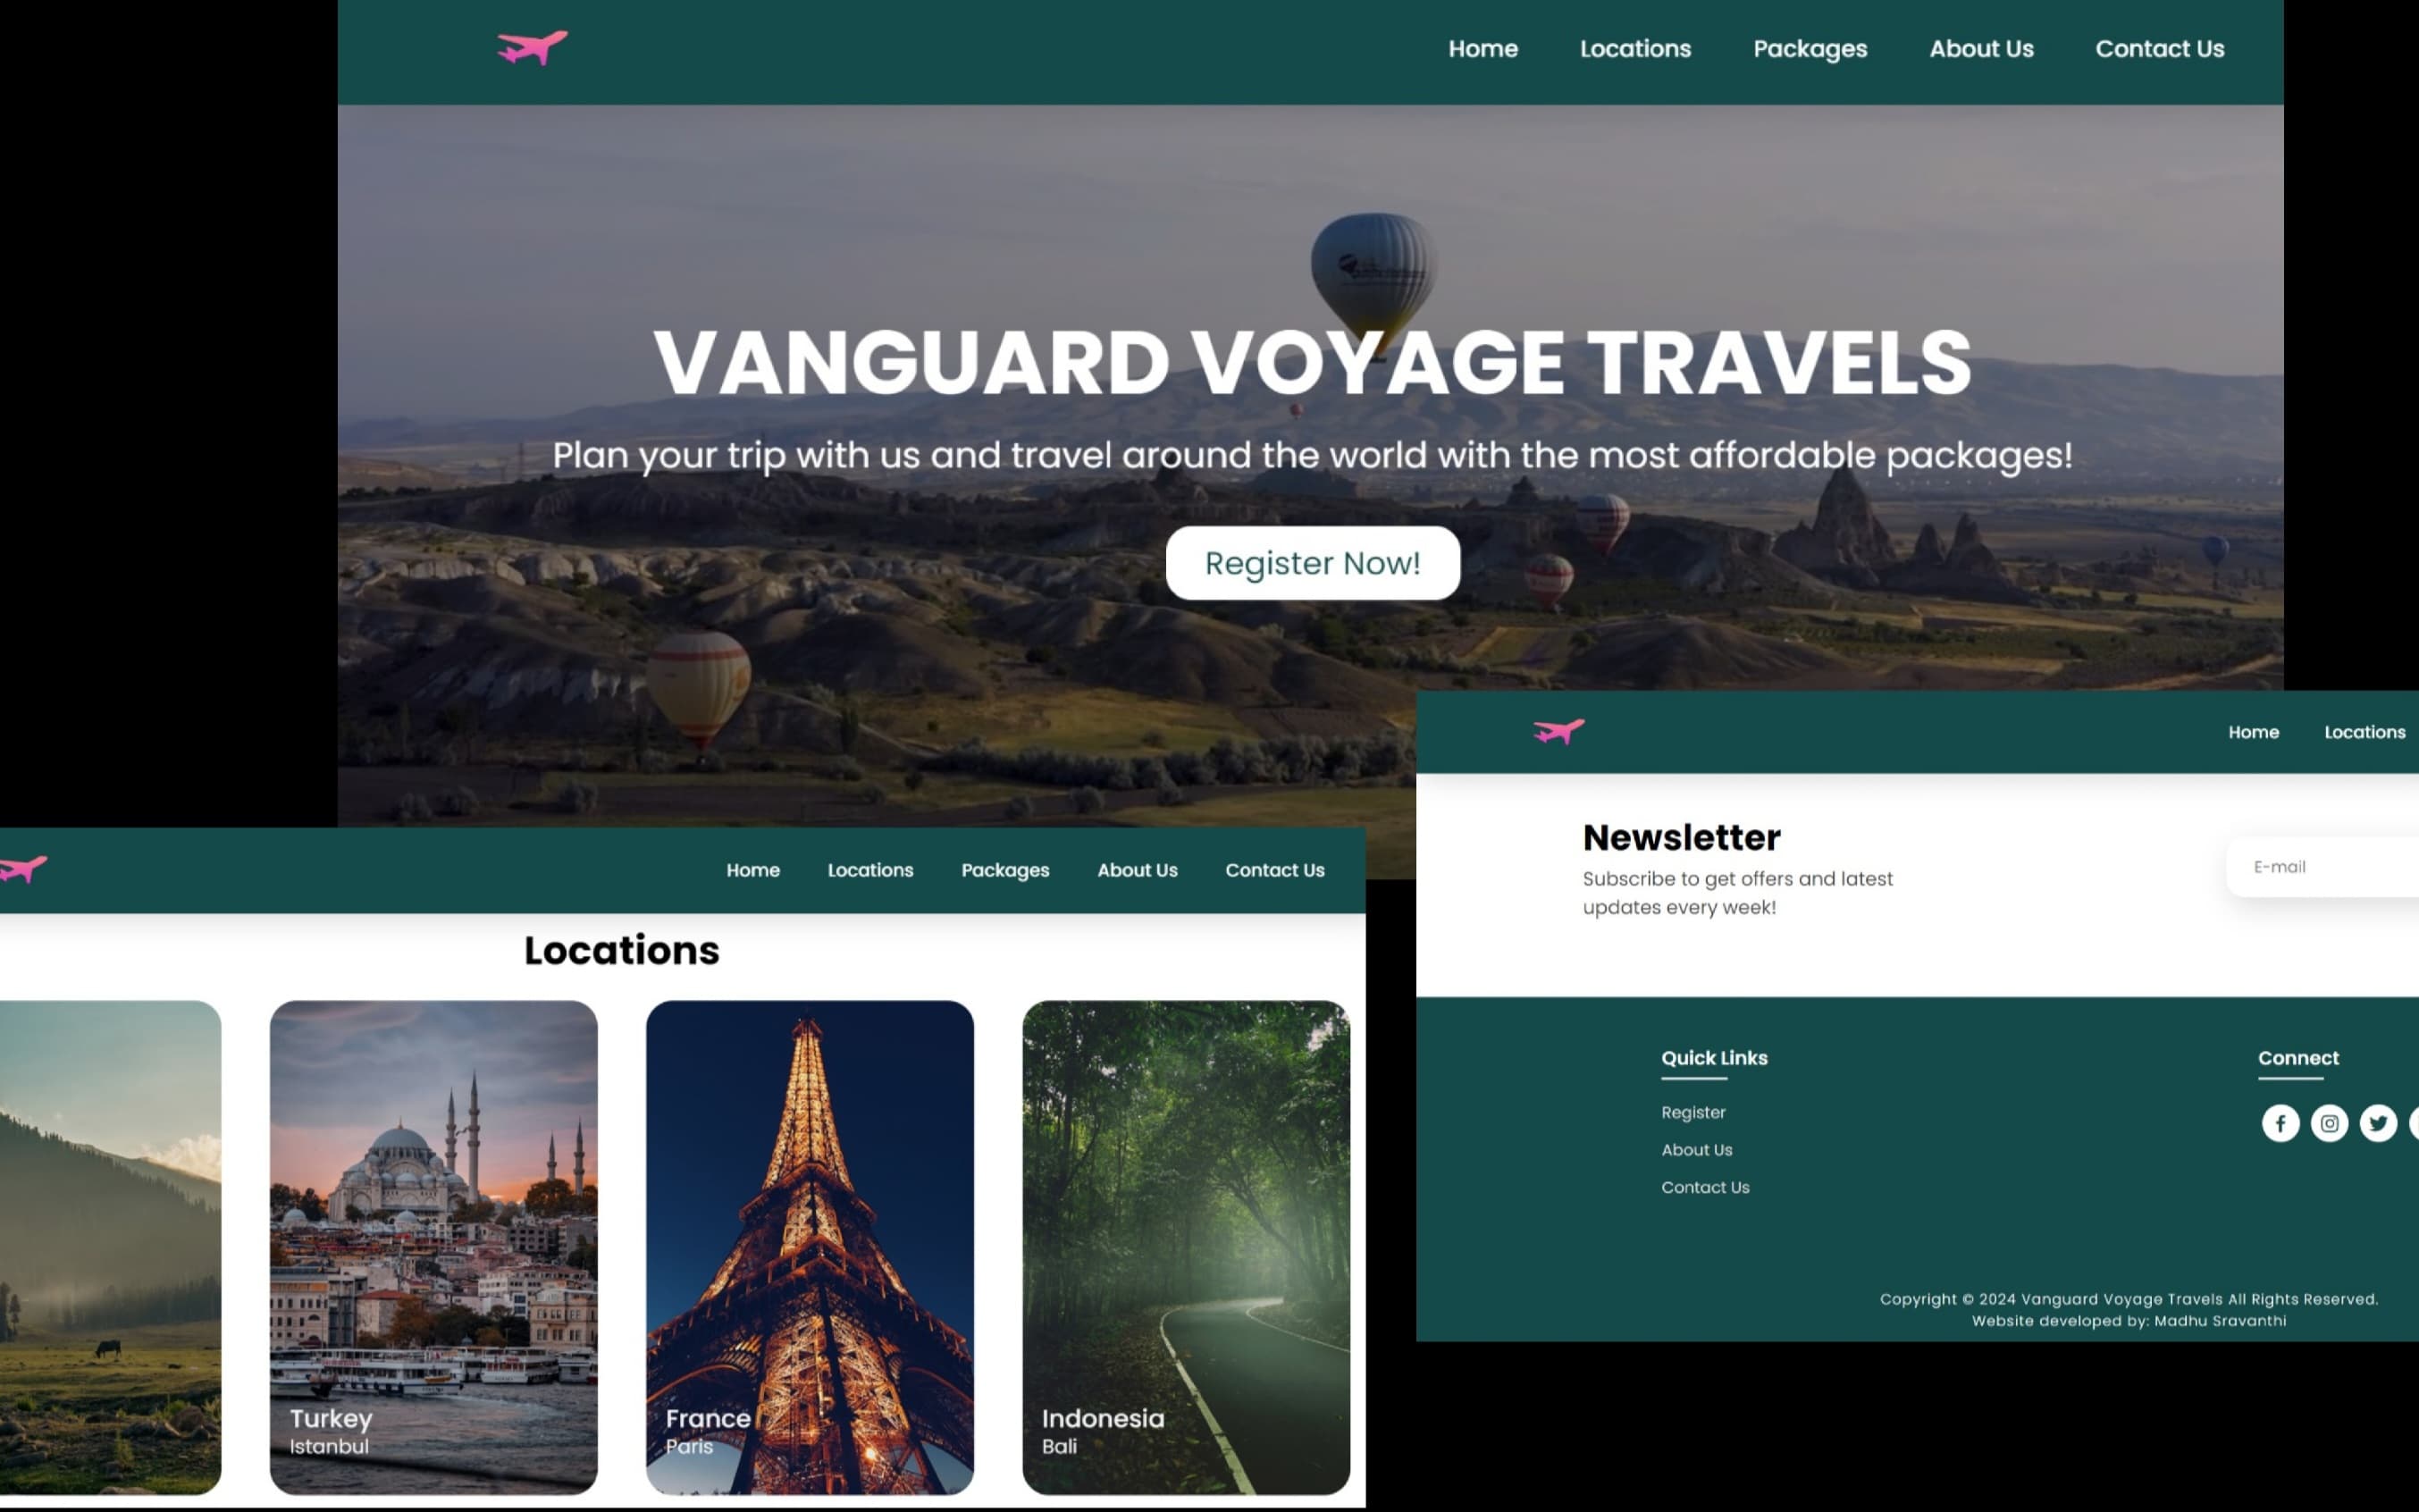 Home Locations Packages About Us Contact Us
VANGUARD VOYAGE TRAVELS
Plan your trip with us and travel around the world with the most affordable packages!
Register Now!
Home Locations Packages About Us Contact Us
Locations
Turkey
Istanbul
France
Paris
Indonesia
Bali
Home Locations
Newsletter
Subscribe to get offers and latest
updates every week!
E-mail
Quick Links
Register
About Us
Contact Us
Connect
Copyright © 2024 Vanguard Voyage Travels All Rights Reserved.
Website developed by: Madhu Sravanthi